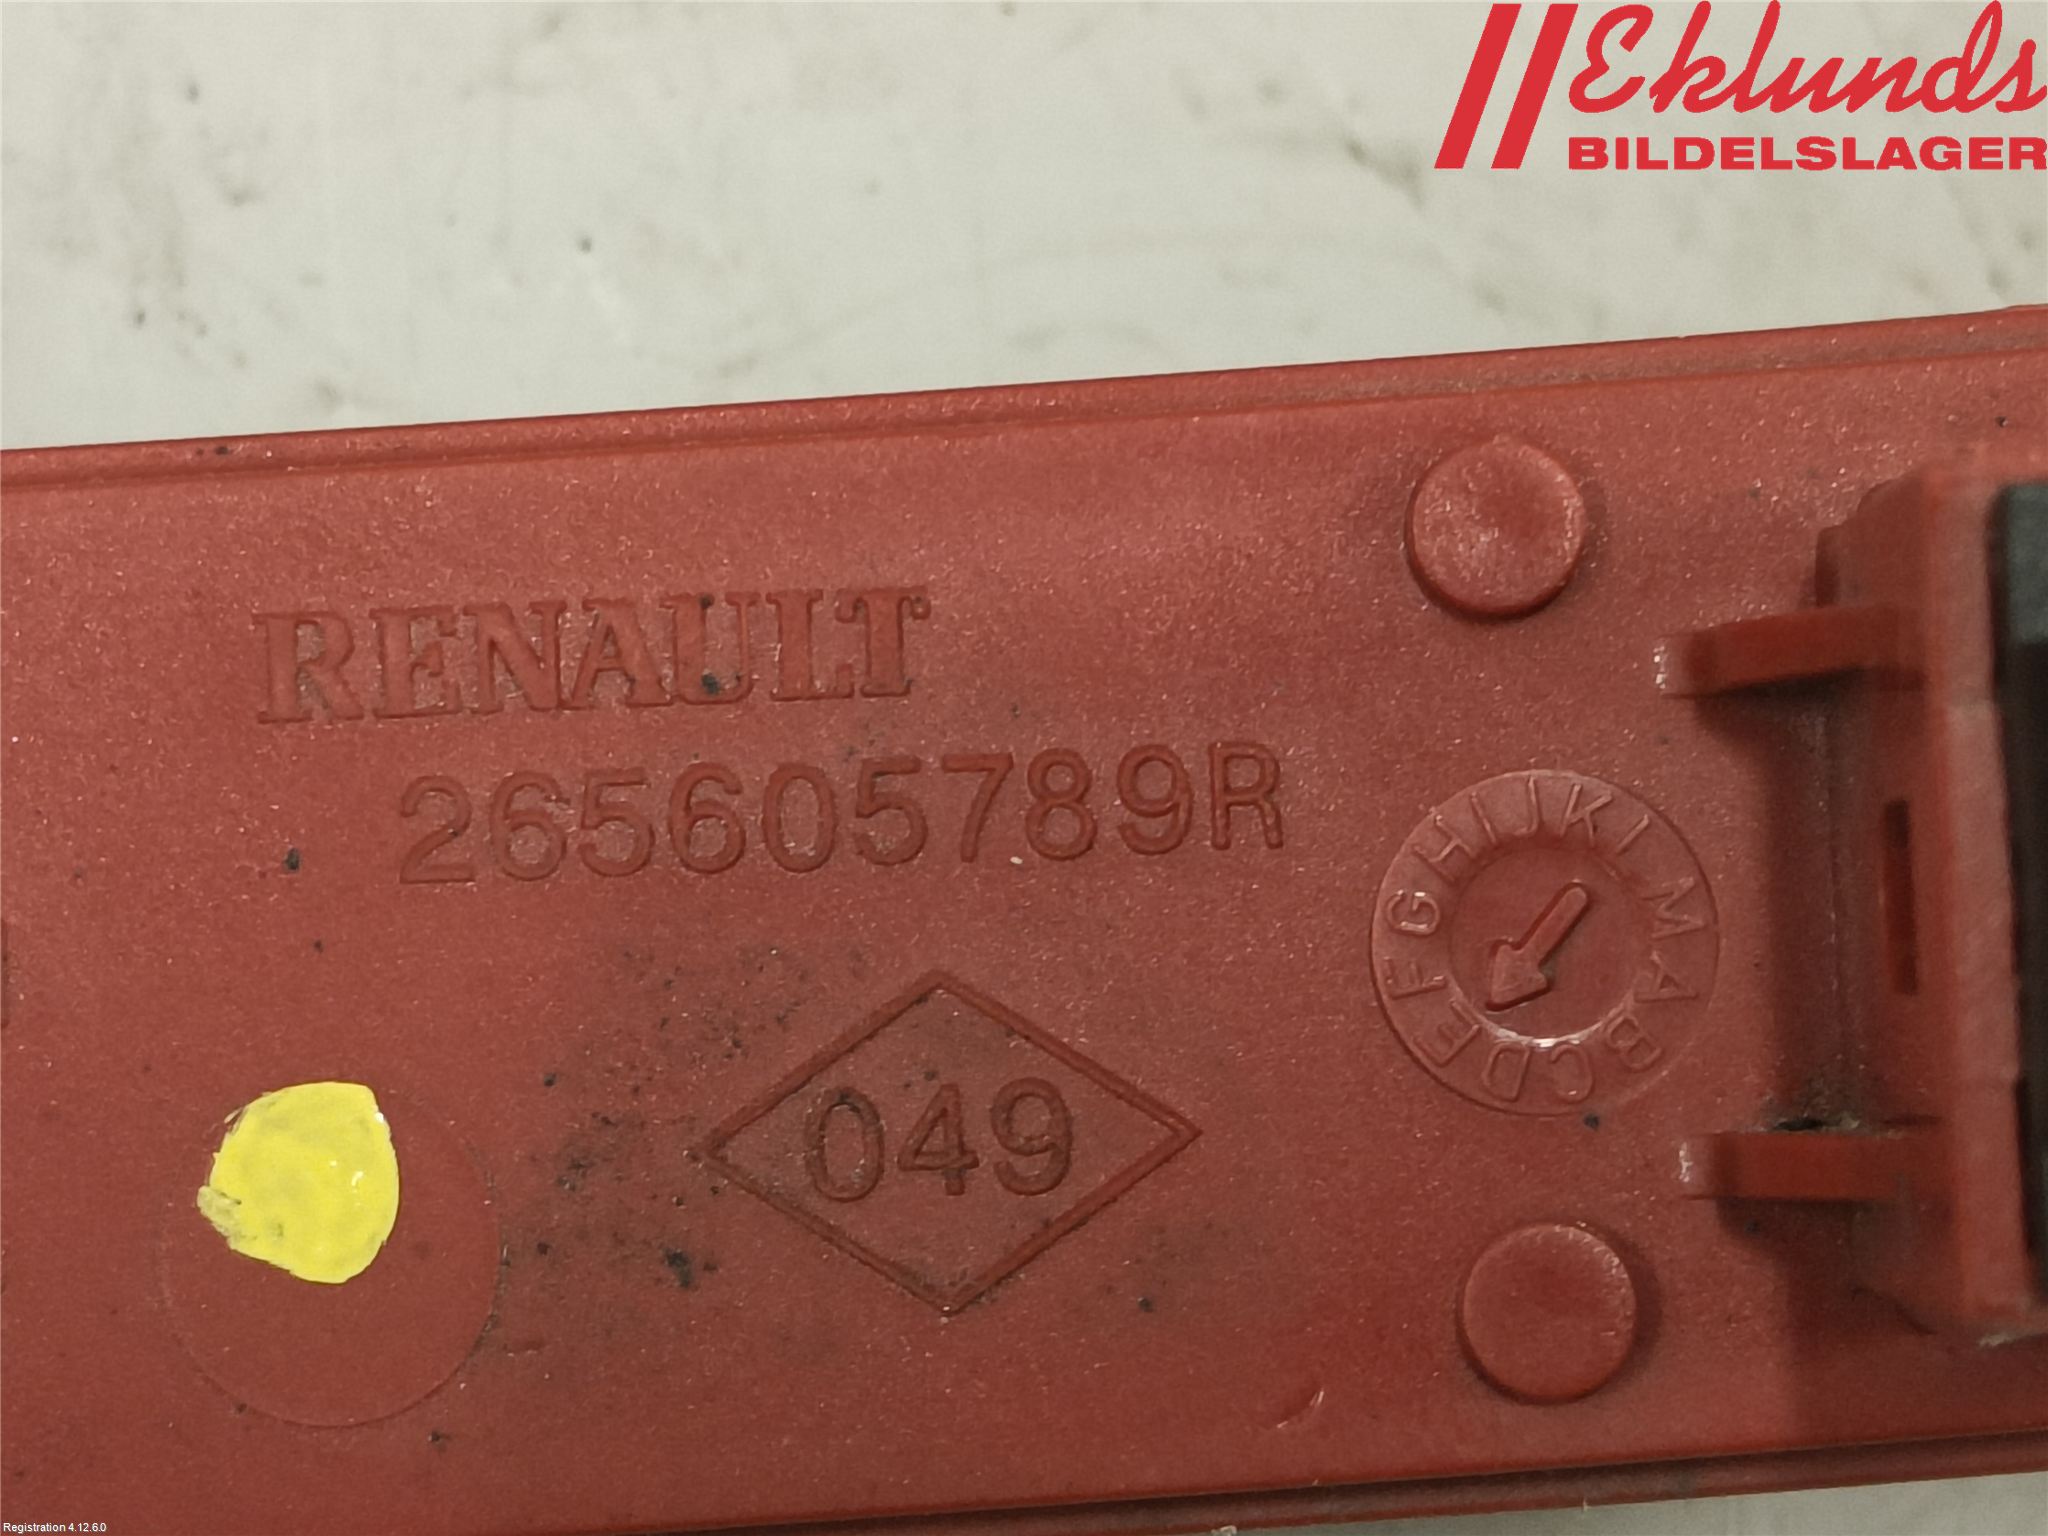 Eklunds
BILDELSLAGER
RENAULT
265605789R
ABCDEFGHIJKLM
049
Registration 4.12.6.0